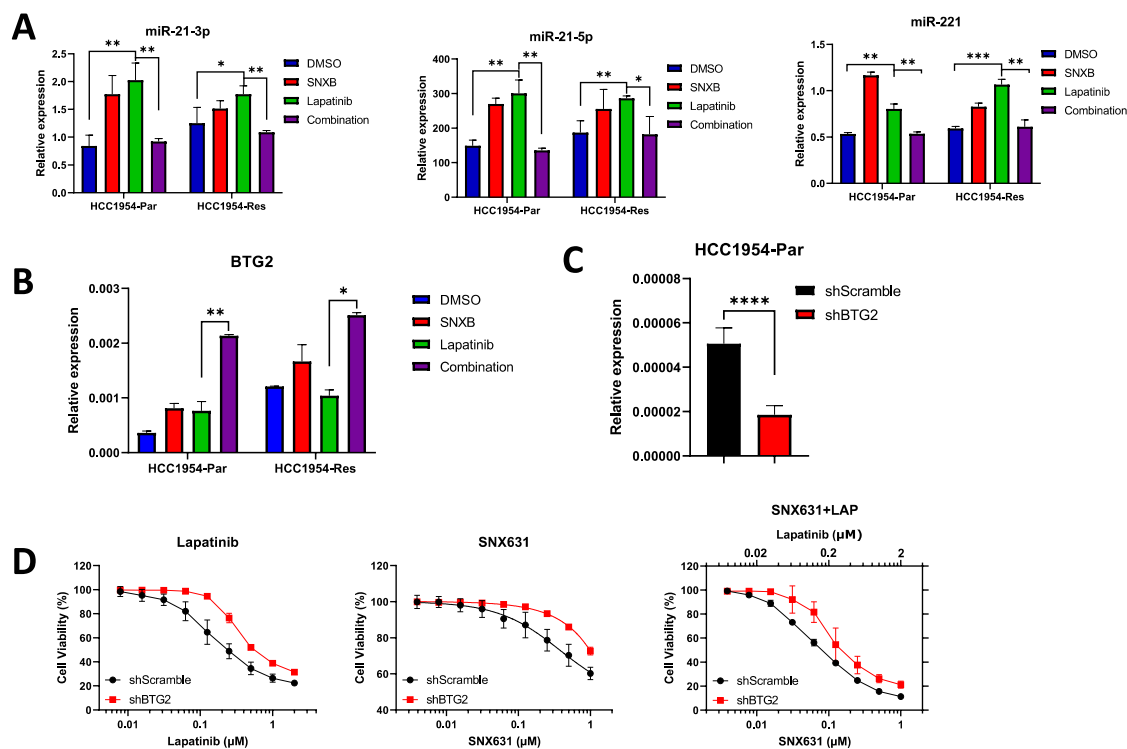 A
miR-21-3p
Relative expression
2.5
2.0
1.5
1.0
0.5
0.0
**
**
*
**
HCC1954-Par
HCC1954-Res
DMSO
SNXB
Lapatinib
Combination
miR-21-5p
Relative expression
400
300
200
100
0
**
**
**
*
HCC1954-Par
HCC1954-Res
DMSO
SNXB
Lapatinib
Combination
miR-221
Relative expression
1.5
1.0
0.5
0.0
**
**
***
**
HCC1954-Par
HCC1954-Res
DMSO
SNXB
Lapatinib
Combination
B
BTG2
Relative expression
0.003
0.002
0.001
0.000
**
*
HCC1954-Par
HCC1954-Res
DMSO
SNXB
Lapatinib
Combination
C
HCC1954-Par
Relative expression
0.00008
0.00006
0.00004
0.00002
0.00000
****
shScramble
shBTG2
D
Lapatinib
Cell Viability (%)
120
100
80
60
40
20
0
shScramble
shBTG2
0.01
0.1
1
Lapatinib (μM)
SNX631
Cell Viability (%)
120
100
80
60
40
shScramble
shBTG2
0.01
0.1
1
SNX631 (μM)
SNX631+LAP
Lapatinib (μM)
0.02
0.2
2
Cell Viability (%)
120
100
80
60
40
20
0
shScramble
shBTG2
0.01
0.1
1
SNX631 (μM)